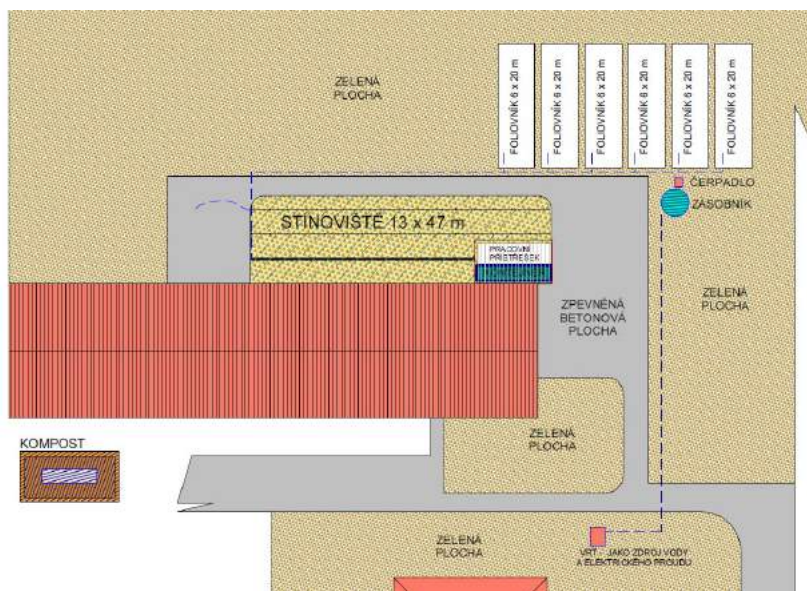 ZELENÁ
PLOCHA
FOLIOVNÍK 6 x 20 m
FOLIOVNÍK 6 x 20 m
FOLIOVNÍK 6 x 20 m
FOLIOVNÍK 6 x 20 m
FOLIOVNÍK 6 x 20 m
FOLIOVNÍK 6 x 20 m
ČERPADLO
ZÁSOBNÍK
STÍNOVIŠTĚ 13 x 47 m
PRACOVNÍ
PŘÍSTŘEŠEK
ZPEVNĚNÁ
BETONOVÁ
PLOCHA
ZELENÁ
PLOCHA
ZELENÁ
PLOCHA
KOMPOST
ZELENÁ
PLOCHA
VRT - JAKO ZDROJ VODY
A ELEKTRICKÉHO PROUDU